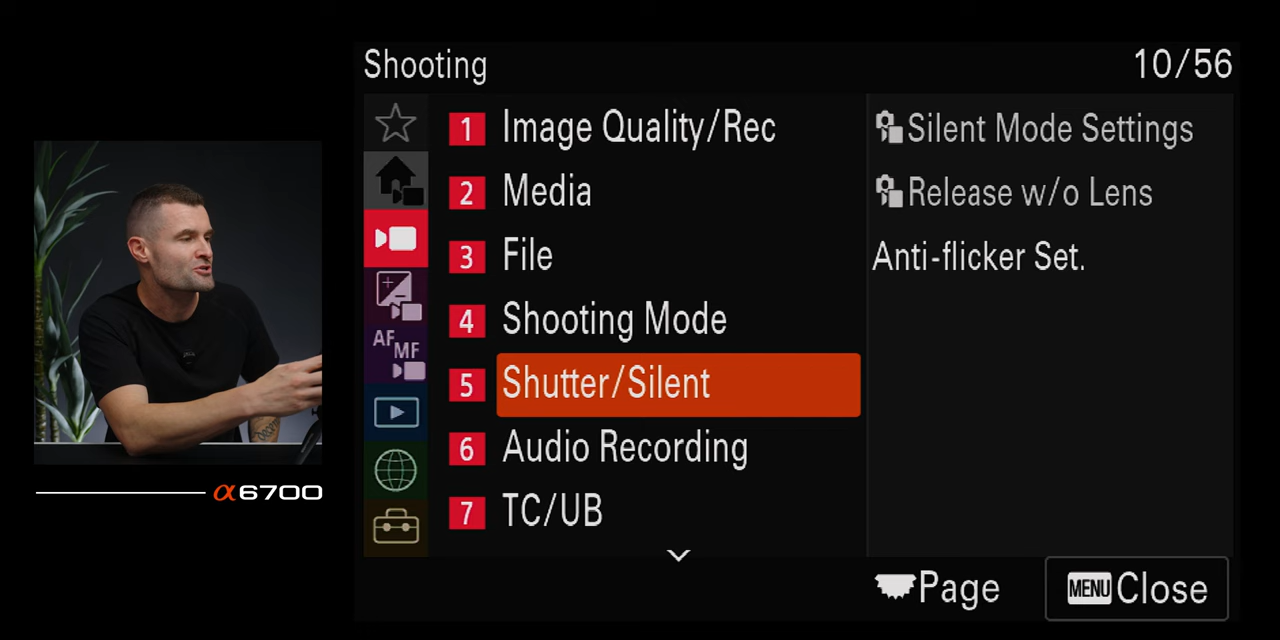 Shooting
10/56
1 Image Quality/Rec
2 Media
3 File
4 Shooting Mode
5 Shutter/Silent
6 Audio Recording
7 TC/UB
AF MF
Silent Mode Settings
Release w/o Lens
Anti-flicker Set.
Page
MENU Close
α6700